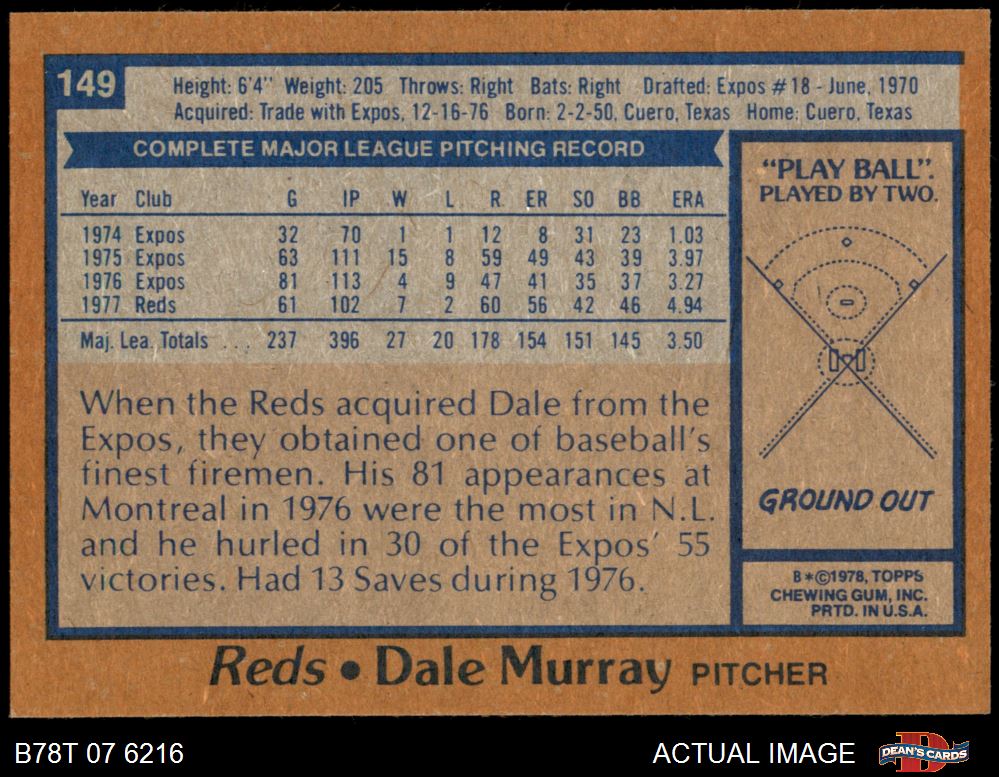 149
Height: 6'4" Weight: 205 Throws: Right Bats: Right Drafted: Expos #18 - June, 1970
Acquired: Trade with Expos, 12-16-76 Born: 2-2-50, Cuero, Texas Home: Cuero, Texas
COMPLETE MAJOR LEAGUE PITCHING RECORD
Year Club G IP W L R ER SO BB ERA
1974 Expos 32 70 1 1 12 8 31 23 1.03
1975 Expos 63 111 15 8 59 49 43 39 3.97
1976 Expos 81 113 4 9 47 41 35 37 3.27
1977 Reds 61 102 7 2 60 56 42 46 4.94
Maj. Lea. Totals . . . 237 396 27 20 178 154 151 145 3.50
When the Reds acquired Dale from the
Expos, they obtained one of baseball's
finest firemen. His 81 appearances at
Montreal in 1976 were the most in N.L.
and he hurled in 30 of the Expos' 55
victories. Had 13 Saves during 1976.
"PLAY BALL".
PLAYED BY TWO.
GROUND OUT
B*©1978, TOPPS
CHEWING GUM, INC.
PRTD. IN U.S.A.
Reds • Dale Murray PITCHER
B78T 07 6216
ACTUAL IMAGE
DEAN'S CARDS